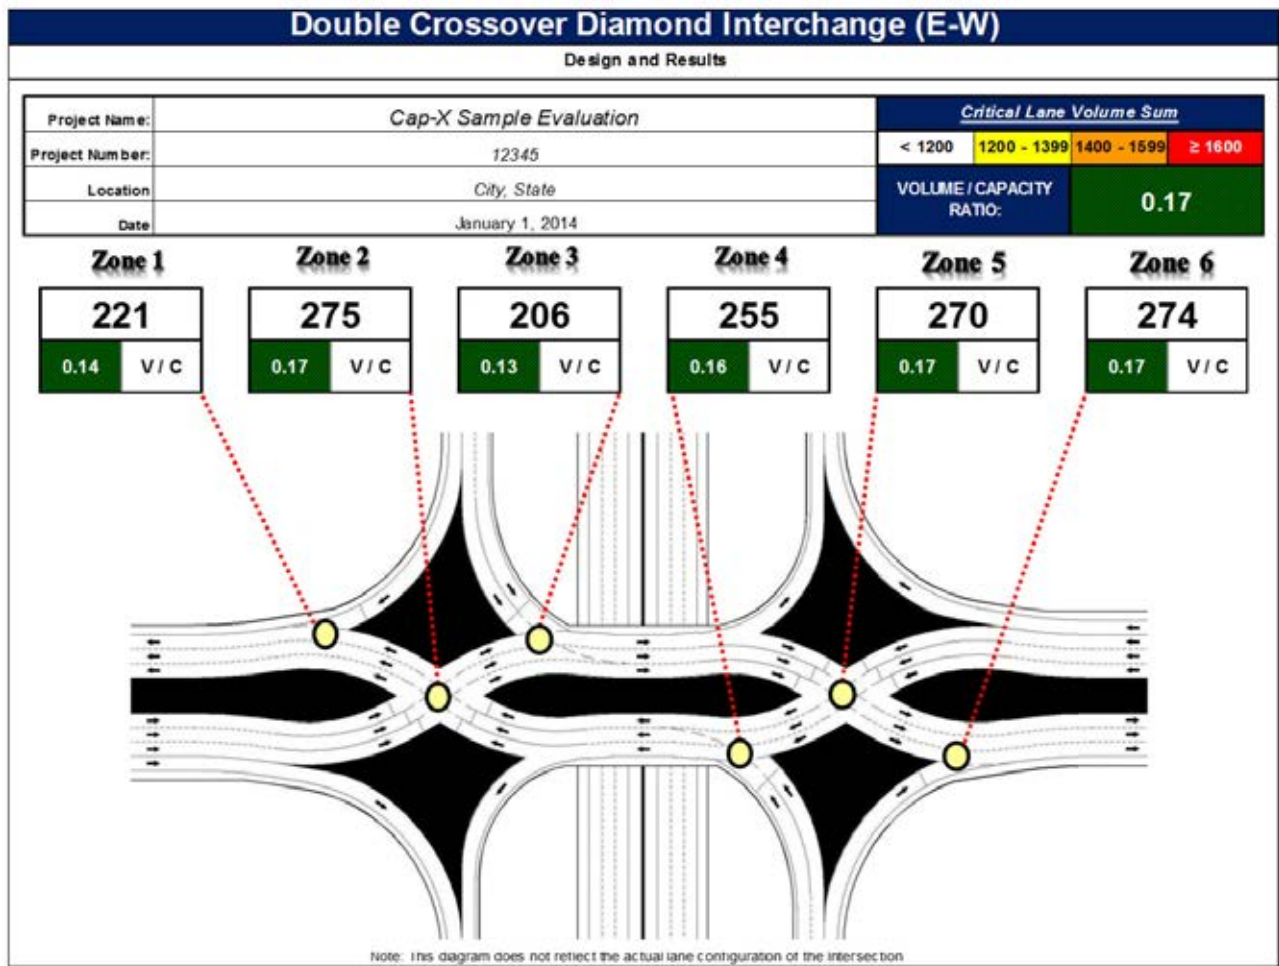 Double Crossover Diamond Interchange (E-W)
Design and Results
Project Name: Cap-X Sample Evaluation
Project Number: 12345
Location City, State
Date January 1, 2014
Critical Lane Volume Sum
< 1200 1200 - 1399 1400 - 1599 ≥ 1600
VOLUME / CAPACITY RATIO: 0.17
Zone 1 Zone 2 Zone 3 Zone 4 Zone 5 Zone 6
221 275 206 255 270 274
0.14 V / C 0.17 V / C 0.13 V / C 0.16 V / C 0.17 V / C 0.17 V / C
Note: This diagram does not reflect the actual lane configuration of the intersection